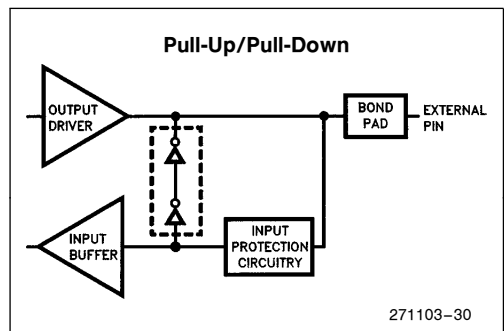 Pull-Up/Pull-Down
OUTPUT
DRIVER
BOND
PAD
EXTERNAL
PIN
INPUT
BUFFER
INPUT
PROTECTION
CIRCUITRY
271103–30